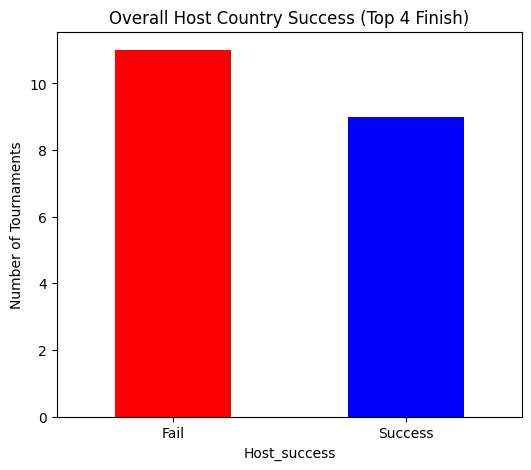 Overall Host Country Success (Top 4 Finish)
Number of Tournaments
10
8
6
4
2
0
Fail
Success
Host_success